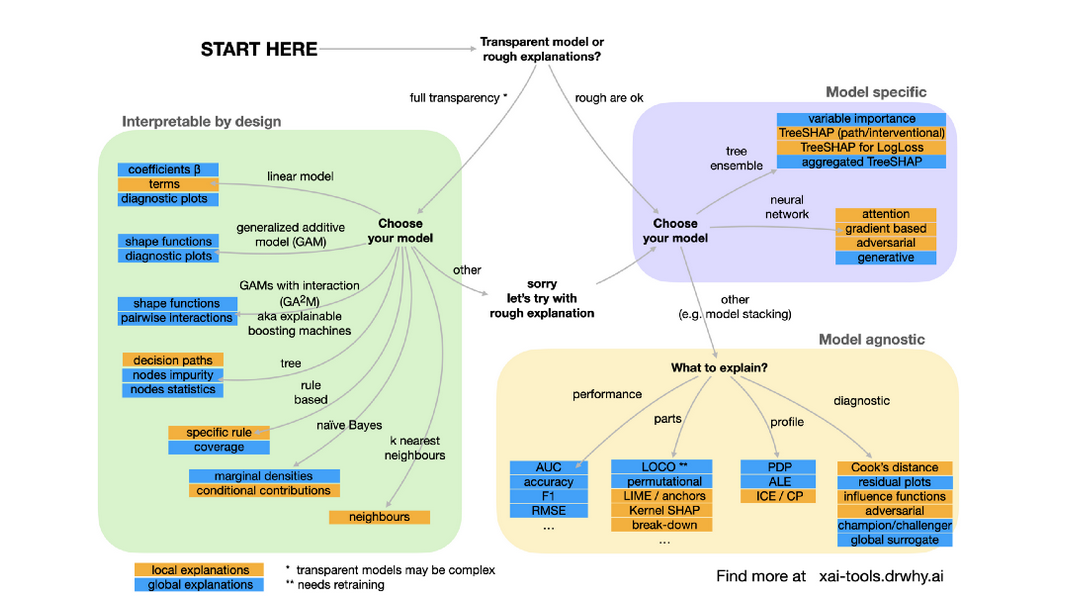 START HERE
Transparent model or
rough explanations?
full transparency *
rough are ok
Interpretable by design
coefficients β
terms
diagnostic plots
linear model
shape functions
diagnostic plots
generalized additive
model (GAM)
shape functions
pairwise interactions
GAMs with interaction
(GA²M)
aka explainable
boosting machines
decision paths
nodes impurity
nodes statistics
tree
rule
based
specific rule
coverage
naïve Bayes
marginal densities
conditional contributions
k nearest
neighbours
neighbours
Choose
your model
other
sorry
let's try with
rough explanation
Model specific
variable importance
TreeSHAP (path/interventional)
TreeSHAP for LogLoss
aggregated TreeSHAP
tree
ensemble
neural
network
attention
gradient based
adversarial
generative
Choose
your model
other
(e.g. model stacking)
Model agnostic
What to explain?
performance
parts
profile
diagnostic
AUC
accuracy
F1
RMSE
...
LOCO **
permutational
LIME / anchors
Kernel SHAP
break-down
...
PDP
ALE
ICE / CP
Cook's distance
residual plots
influence functions
adversarial
champion/challenger
global surrogate
local explanations
global explanations
* transparent models may be complex
** needs retraining
Find more at xai-tools.drwhy.ai